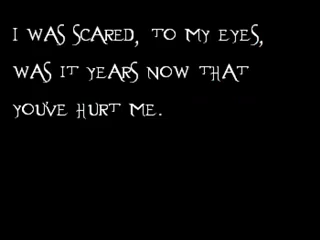 I WAS SCARED, TO MY EYES,
WAS IT YEARS NOW THAT
YOU'VE HURT ME.